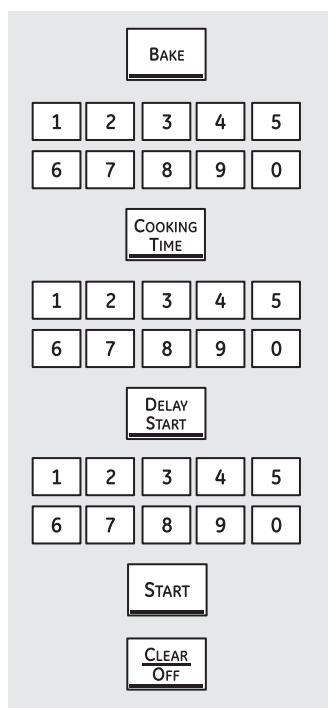 BAKE
1 2 3 4 5
6 7 8 9 0
COOKING
TIME
1 2 3 4 5
6 7 8 9 0
DELAY
START
1 2 3 4 5
6 7 8 9 0
START
CLEAR
OFF